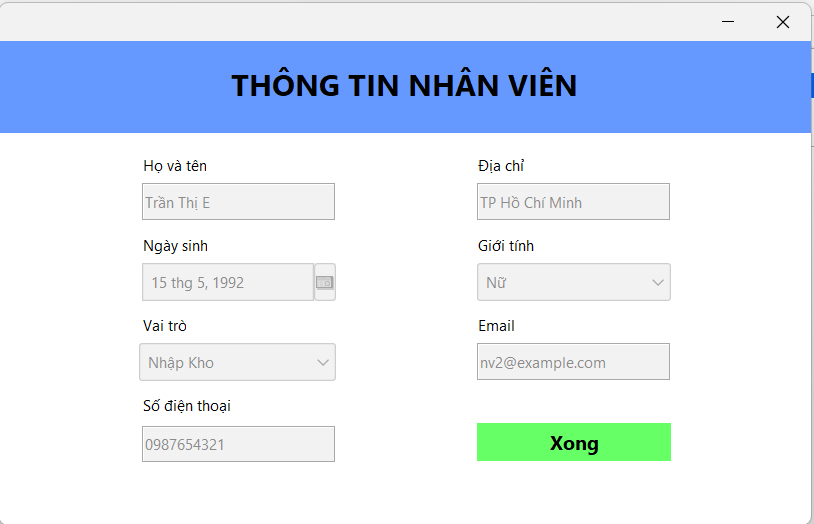 THÔNG TIN NHÂN VIÊN
Họ và tên
Địa chỉ
Trần Thị E
TP Hồ Chí Minh
Ngày sinh
Giới tính
15 thg 5, 1992
Nữ
Vai trò
Email
Nhập Kho
nv2@example.com
Số điện thoại
0987654321
Xong